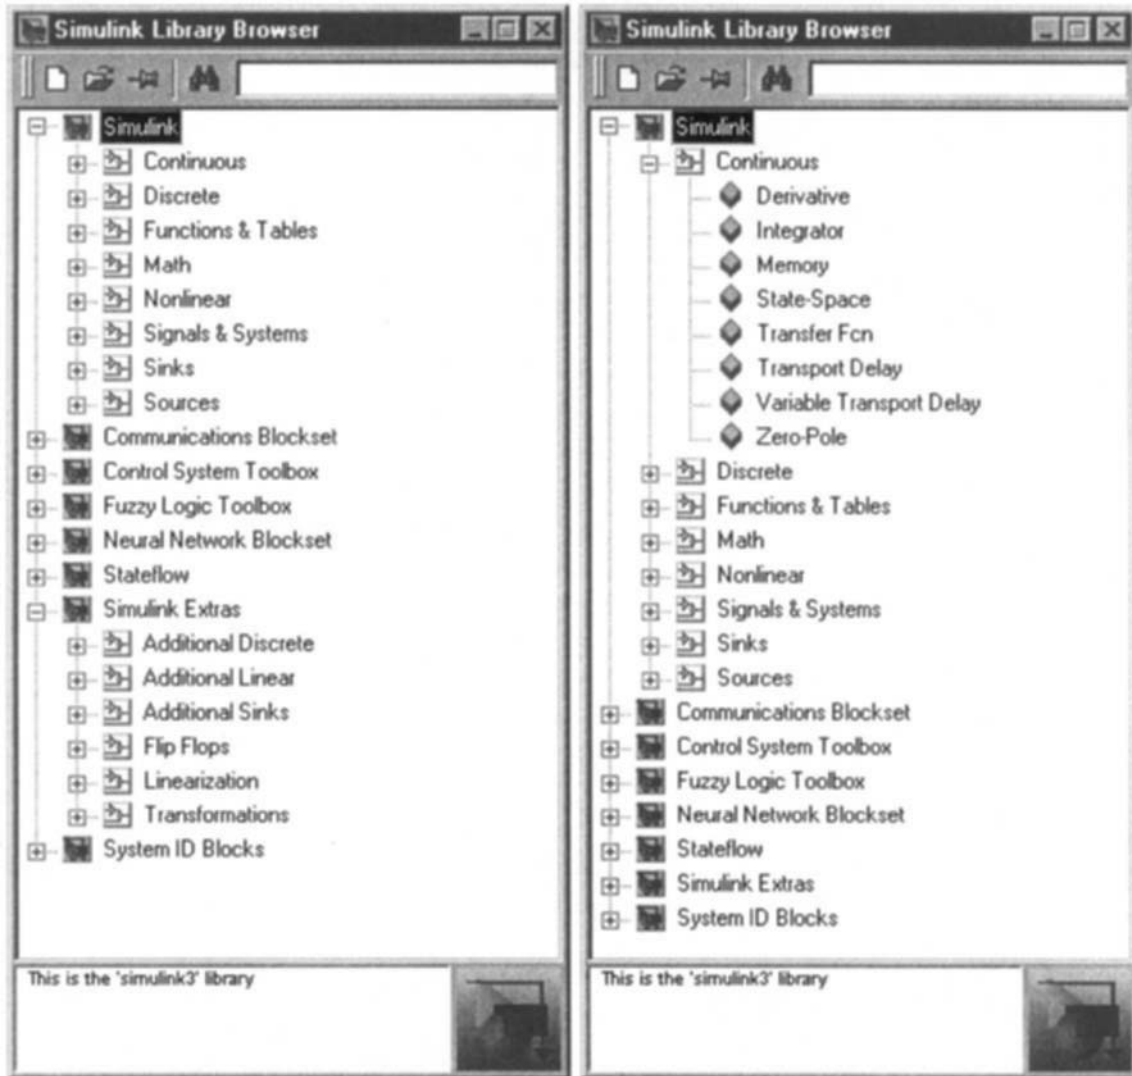 Simulink Library Browser
Simulink
Continuous
Discrete
Functions & Tables
Math
Nonlinear
Signals & Systems
Sinks
Sources
Communications Blockset
Control System Toolbox
Fuzzy Logic Toolbox
Neural Network Blockset
Stateflow
Simulink Extras
Additional Discrete
Additional Linear
Additional Sinks
Flip Flops
Linearization
Transformations
System ID Blocks
This is the 'simulink3' library
Simulink Library Browser
Simulink
Continuous
Derivative
Integrator
Memory
State-Space
Transfer Fcn
Transport Delay
Variable Transport Delay
Zero-Pole
Discrete
Functions & Tables
Math
Nonlinear
Signals & Systems
Sinks
Sources
Communications Blockset
Control System Toolbox
Fuzzy Logic Toolbox
Neural Network Blockset
Stateflow
Simulink Extras
System ID Blocks
This is the 'simulink3' library